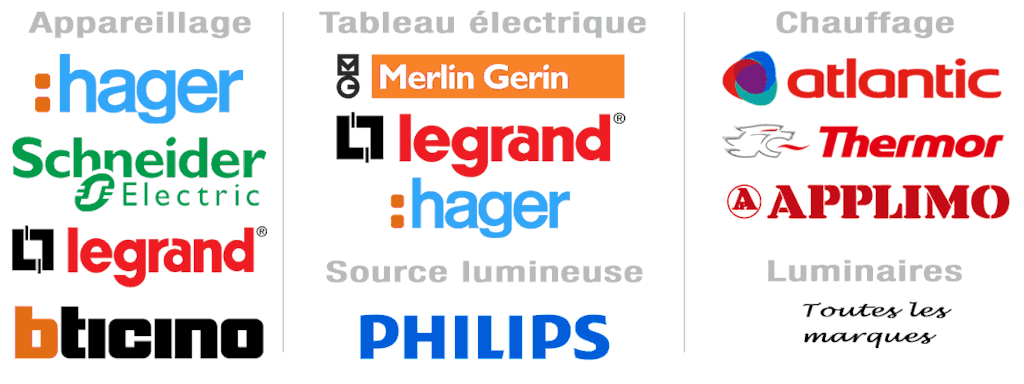 Appareillage
:hager
Schneider
Electric
legrand®
bticino
Tableau électrique
MG
Merlin Gerin
legrand®
:hager
Source lumineuse
PHILIPS
Chauffage
atlantic
Thermor
A APPLIMO
Luminaires
Toutes les
marques